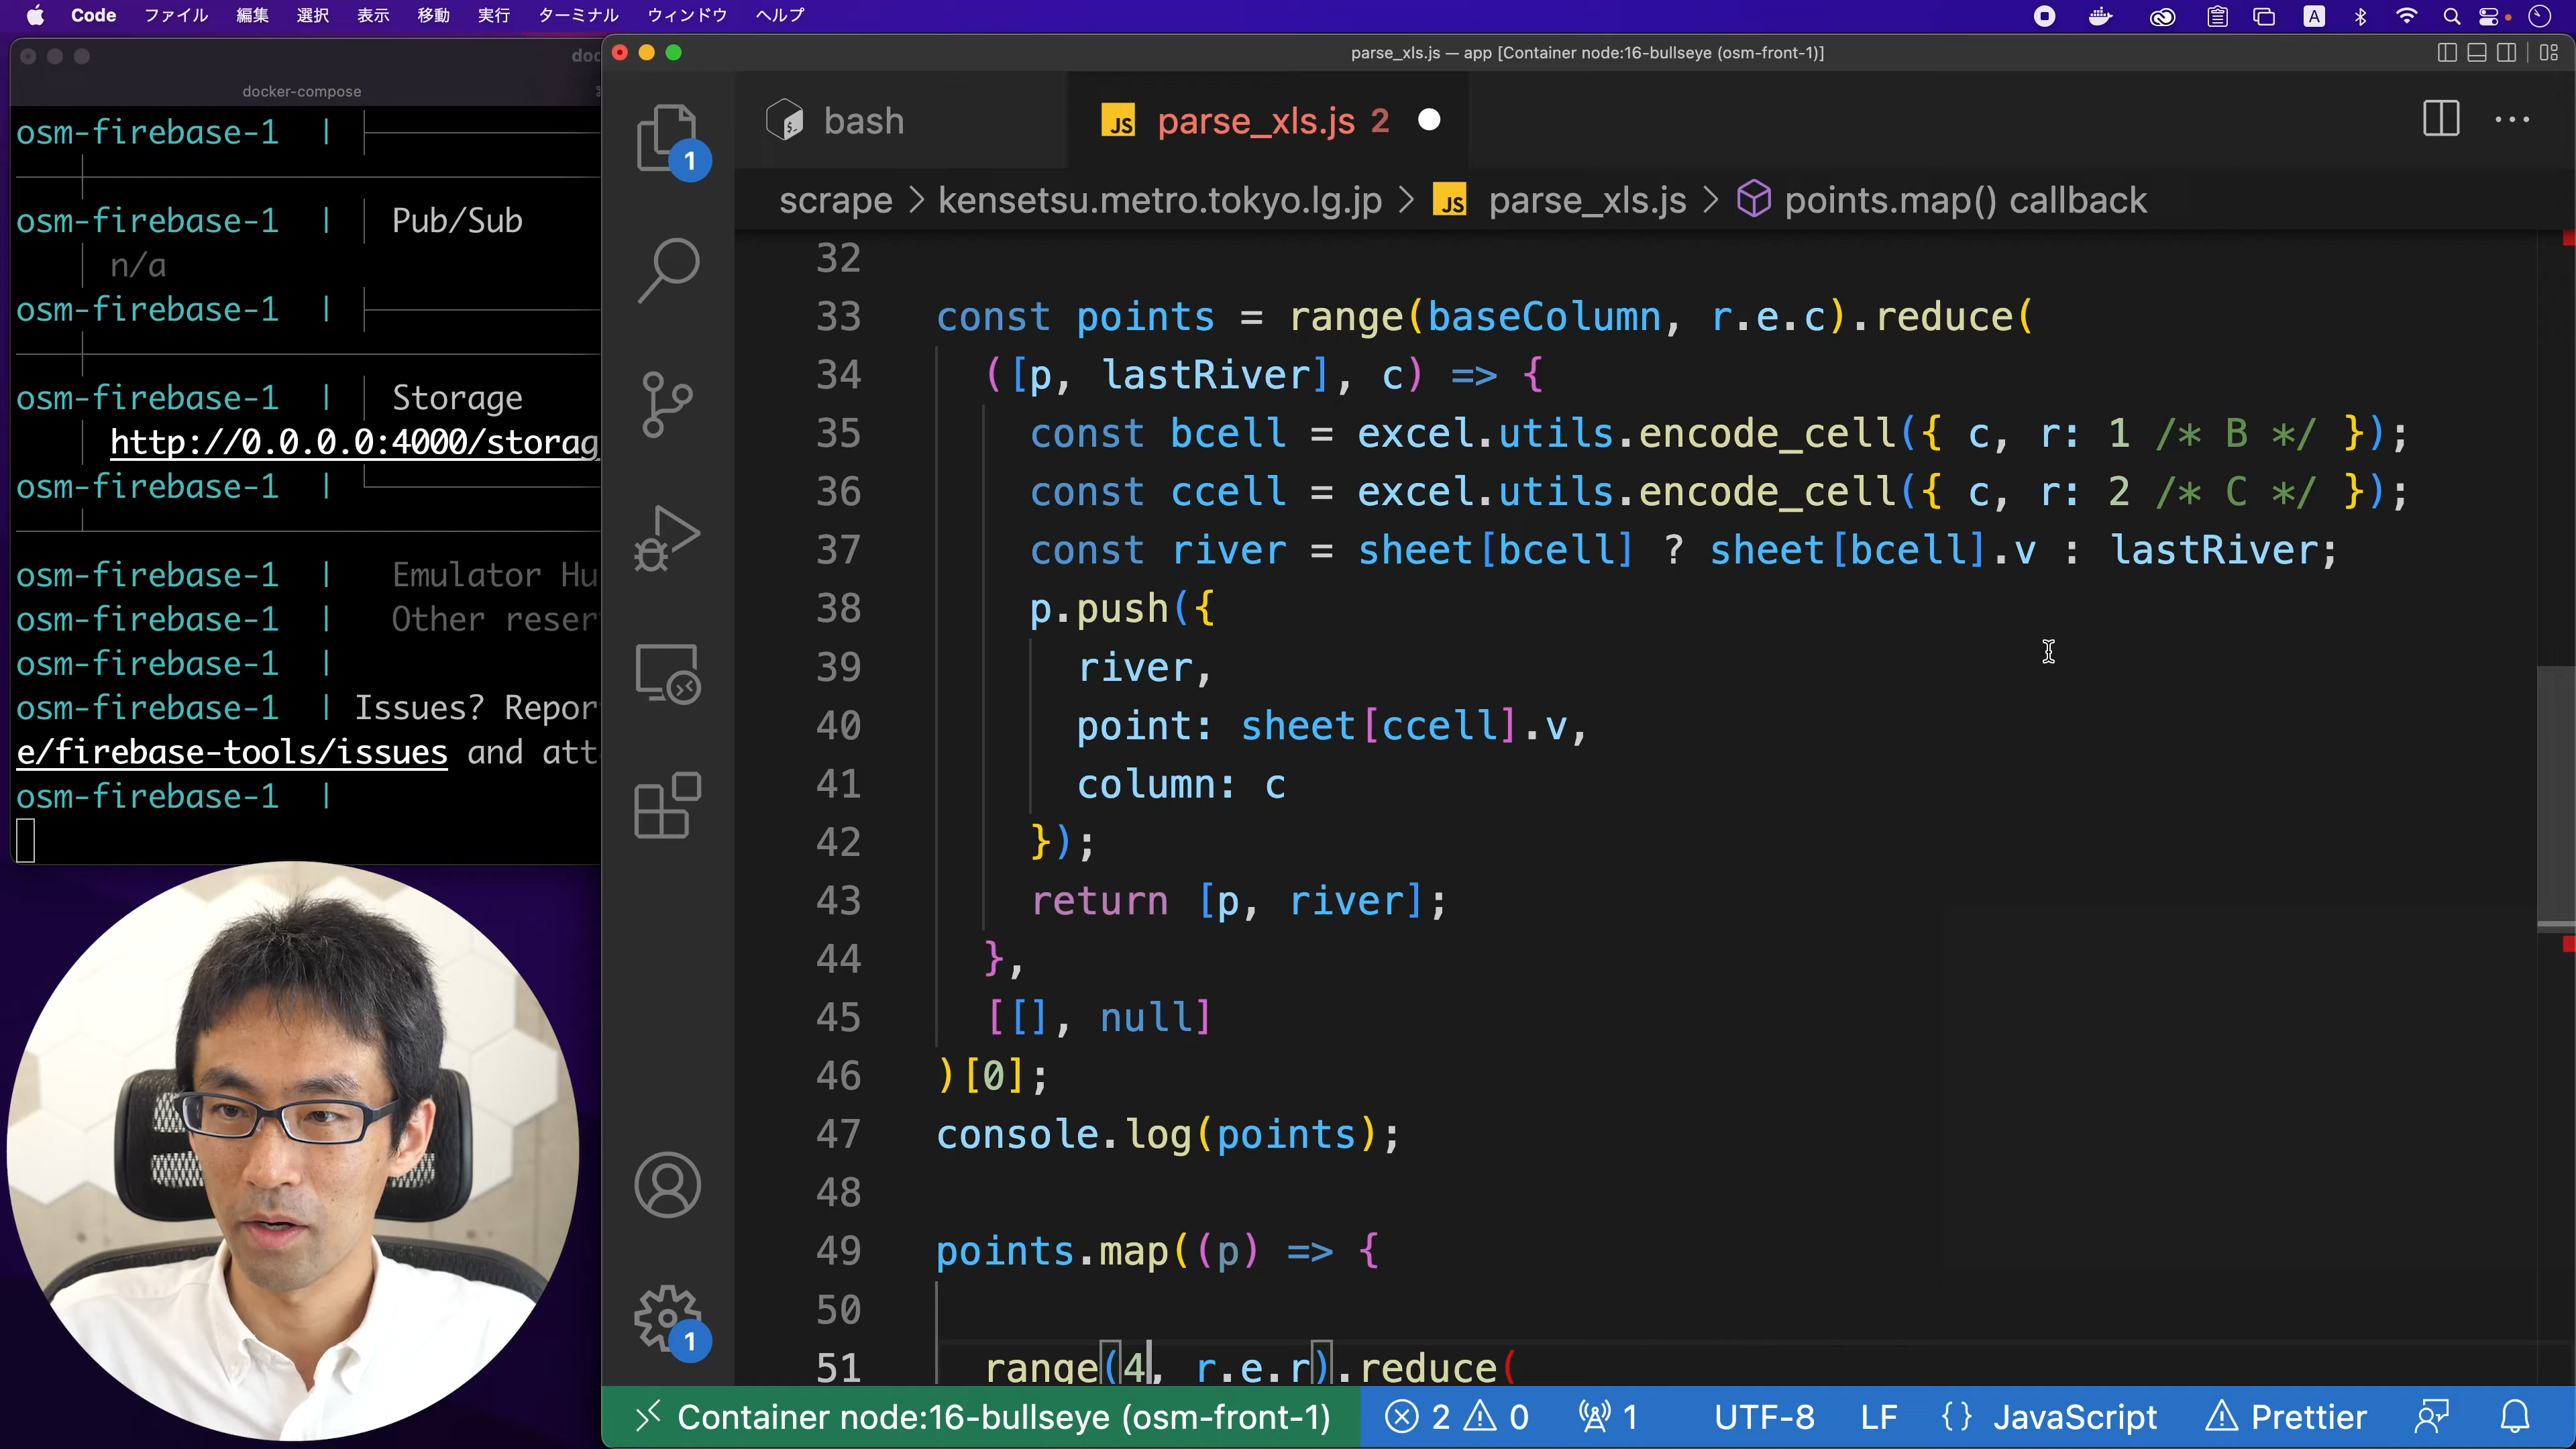 Code ファイル 編集 選択 表示 移動 実行 ターミナル ウィンドウ ヘルプ A
docker-compose
osm-firebase-1 |
osm-firebase-1 | Pub/Sub
n/a
osm-firebase-1 |
osm-firebase-1 | Storage
http://0.0.0.0:4000/storag
osm-firebase-1 |
osm-firebase-1 | Emulator Hu
osm-firebase-1 | Other reser
osm-firebase-1 |
osm-firebase-1 | Issues? Repor
e/firebase-tools/issues and att
osm-firebase-1 |
parse_xls.js — app [Container node:16-bullseye (osm-front-1)]
bash
JS parse_xls.js 2
scrape > kensetsu.metro.tokyo.lg.jp > JS parse_xls.js > points.map() callback
1
32
33 const points = range(baseColumn, r.e.c).reduce(
34 ([p, lastRiver], c) => {
35 const bcell = excel.utils.encode_cell({ c, r: 1 /* B */ });
36 const ccell = excel.utils.encode_cell({ c, r: 2 /* C */ });
37 const river = sheet[bcell] ? sheet[bcell].v : lastRiver;
38 p.push({
39 river,
40 point: sheet[ccell].v,
41 column: c
42 });
43 return [p, river];
44 },
45 [[], null]
46 )[0];
47 console.log(points);
48
49 points.map((p) => {
50
51 range(4, r.e.r).reduce(
1
Container node:16-bullseye (osm-front-1) 2 0 1 UTF-8 LF {} JavaScript Prettier